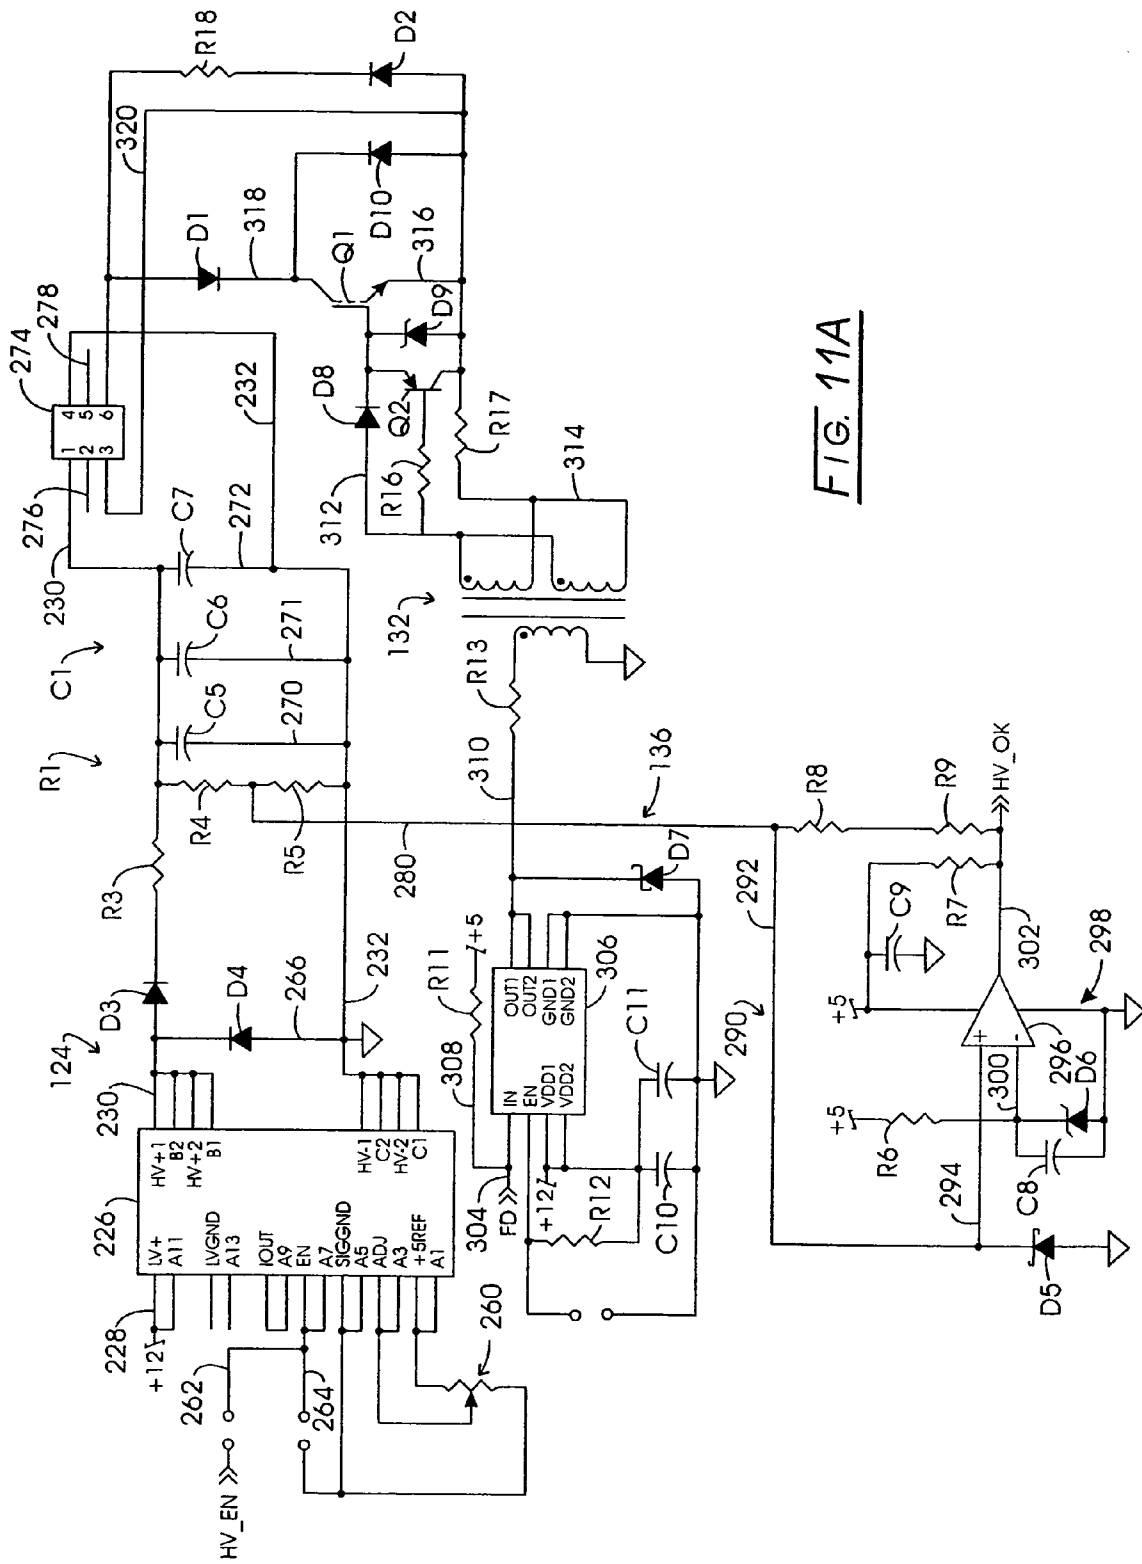 124
230
D3
R3
R1
C1
230
276
274
278
320
R18
D2
226
HV+1
B2
HV+2
B1
HV-1
C2
HV-2
C1
D4
266
232
R4
R5
C5
270
C6
271
C7
272
1
2
3
4
5
6
232
D1
318
Q1
D10
316
D9
D8
Q2
312
R16
R17
314
228
+12
LV+
A11
LVGND
A13
IOUT
A9
EN
A7
SIGGND
A5
ADJ
A3
+5REF
A1
262
264
HV_EN
260
280
132
R13
310
+5
R11
308
304
FD
IN
EN
VDD1
VDD2
OUT1
OUT2
GND1
GND2
306
+12
R12
C10
C11
D7
136
290
292
R8
R9
HV_OK
+5
C9
R7
302
298
+5
R6
294
300
296
+
-
D6
C8
D5
FIG. 11A